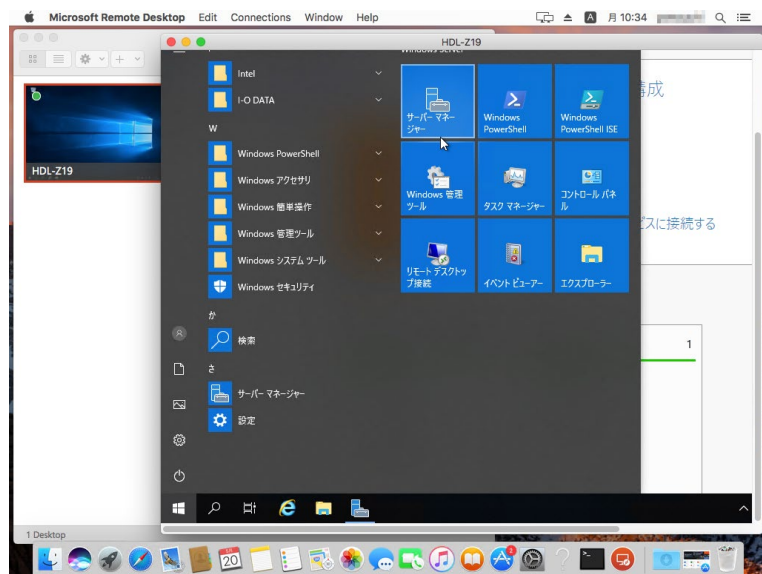 Microsoft Remote Desktop Edit Connections Window Help
月10:34
HDL-Z19
HDL-Z19
1 Desktop
Intel
I-O DATA
W
Windows PowerShell
Windows アクセサリ
Windows 簡単操作
Windows 管理ツール
Windows システム ツール
Windows セキュリティ
か
検索
さ
サーバー マネージャー
設定
Windows Server
サーバー マネー
ジャー
Windows
PowerShell
Windows
PowerShell ISE
Windows 管理
ツール
タスク マネージャー
コントロール パネ
ル
リモート デスクトッ
プ接続
イベント ビューアー
エクスプローラー
構成
ビスに接続する
1
20